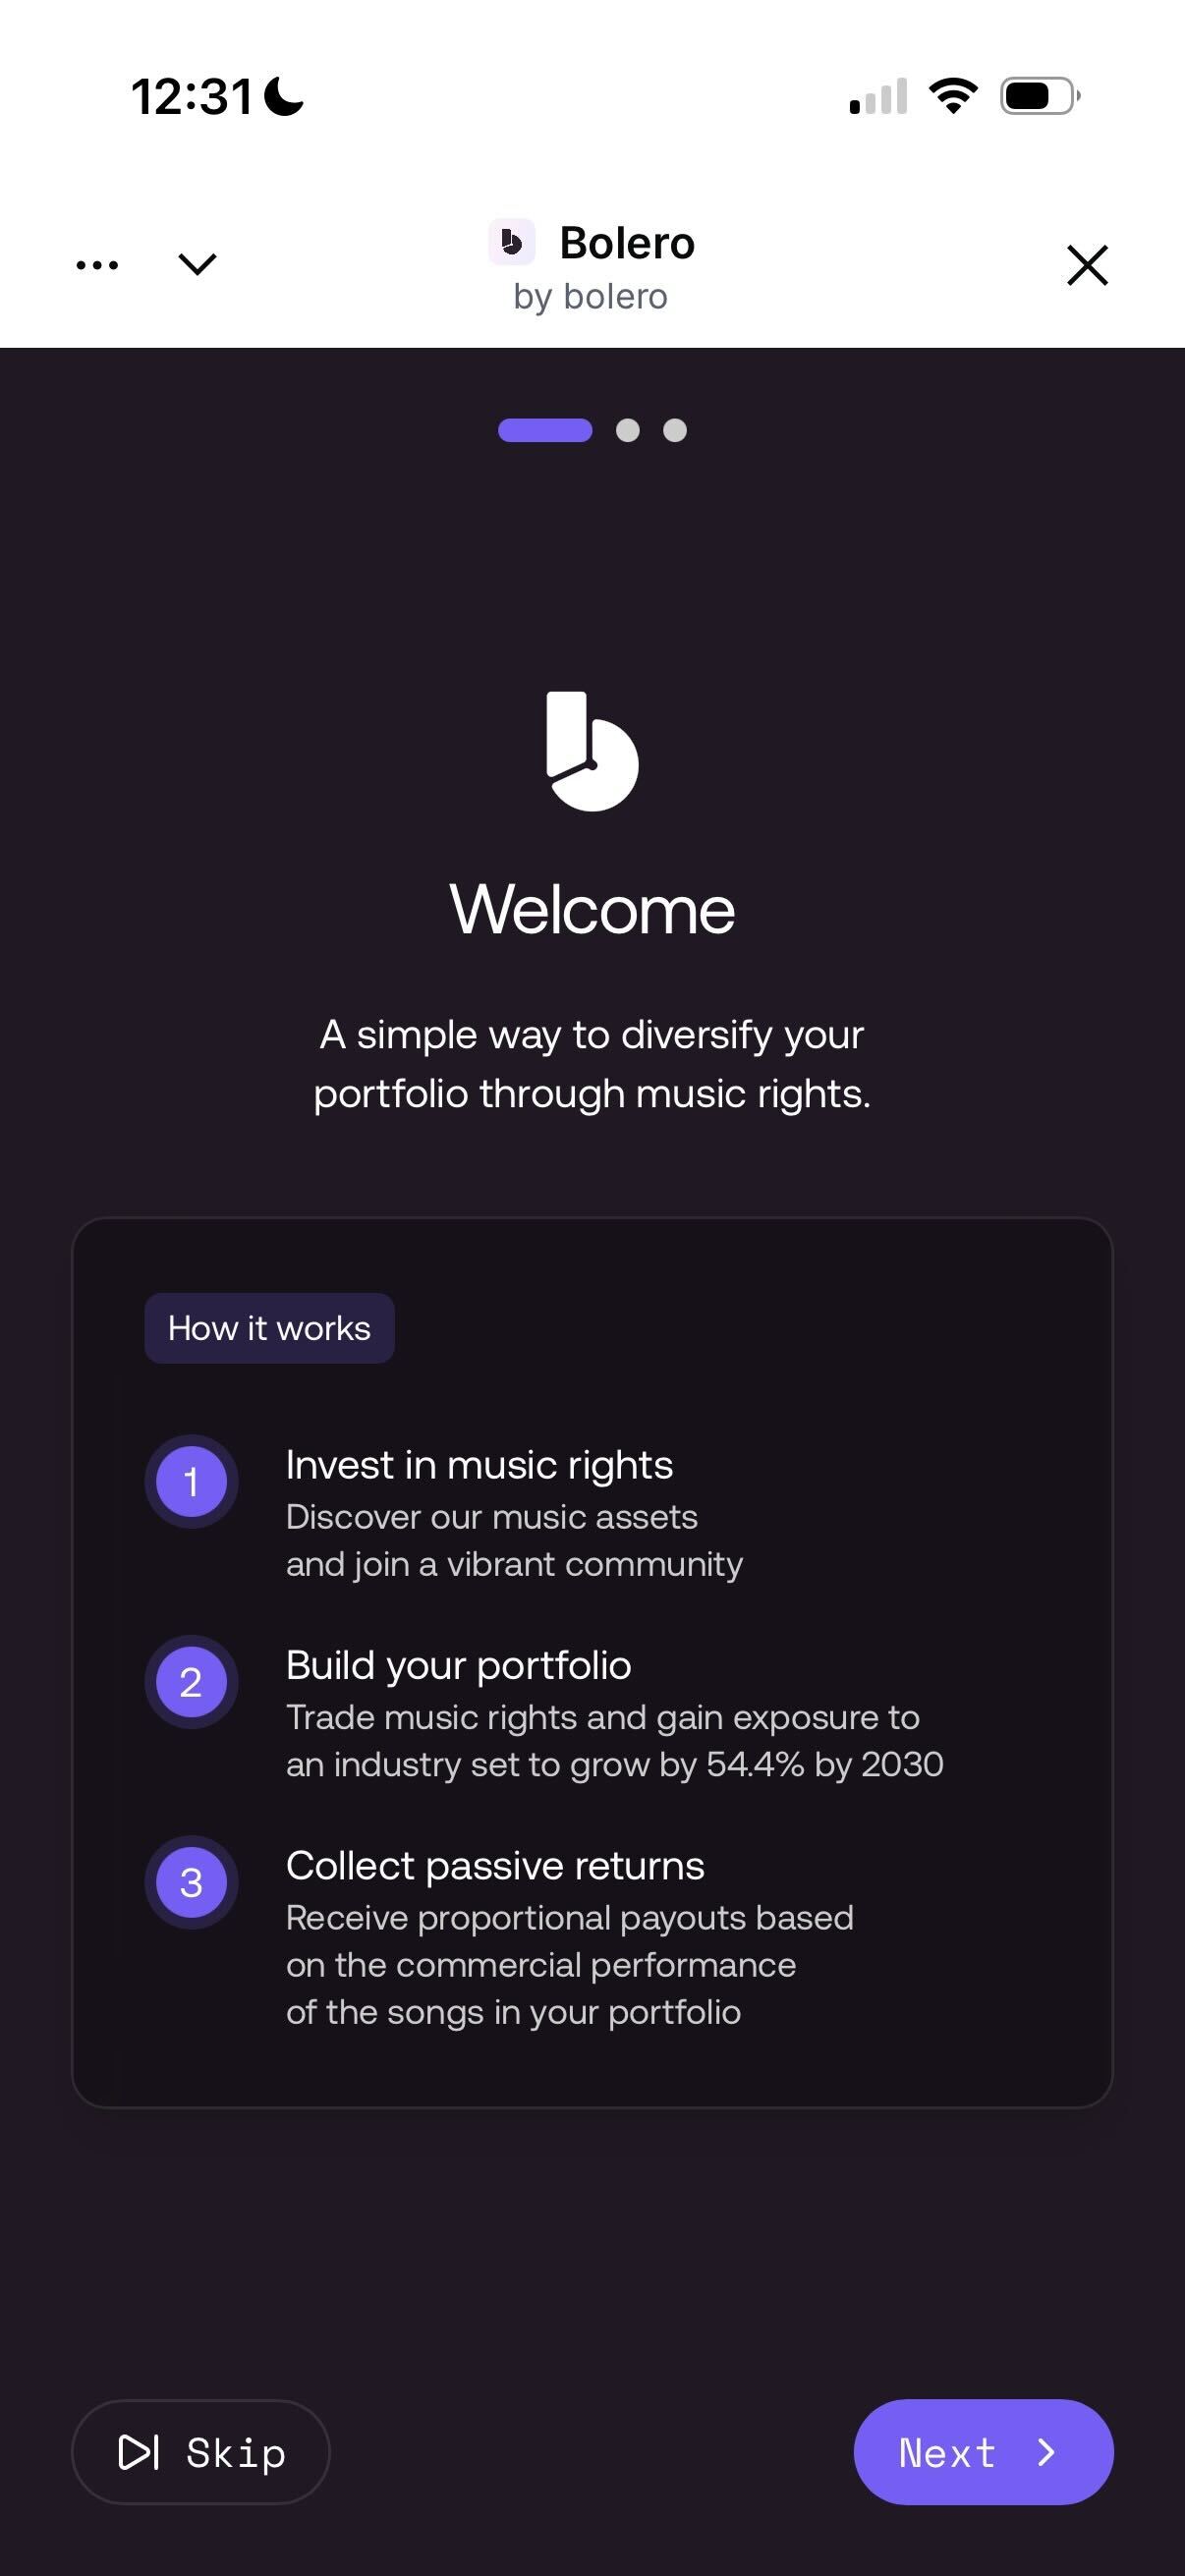 12:31
Bolero
by bolero
Welcome
A simple way to diversify your
portfolio through music rights.
How it works
1
Invest in music rights
Discover our music assets
and join a vibrant community
2
Build your portfolio
Trade music rights and gain exposure to
an industry set to grow by 54.4% by 2030
3
Collect passive returns
Receive proportional payouts based
on the commercial performance
of the songs in your portfolio
Skip
Next